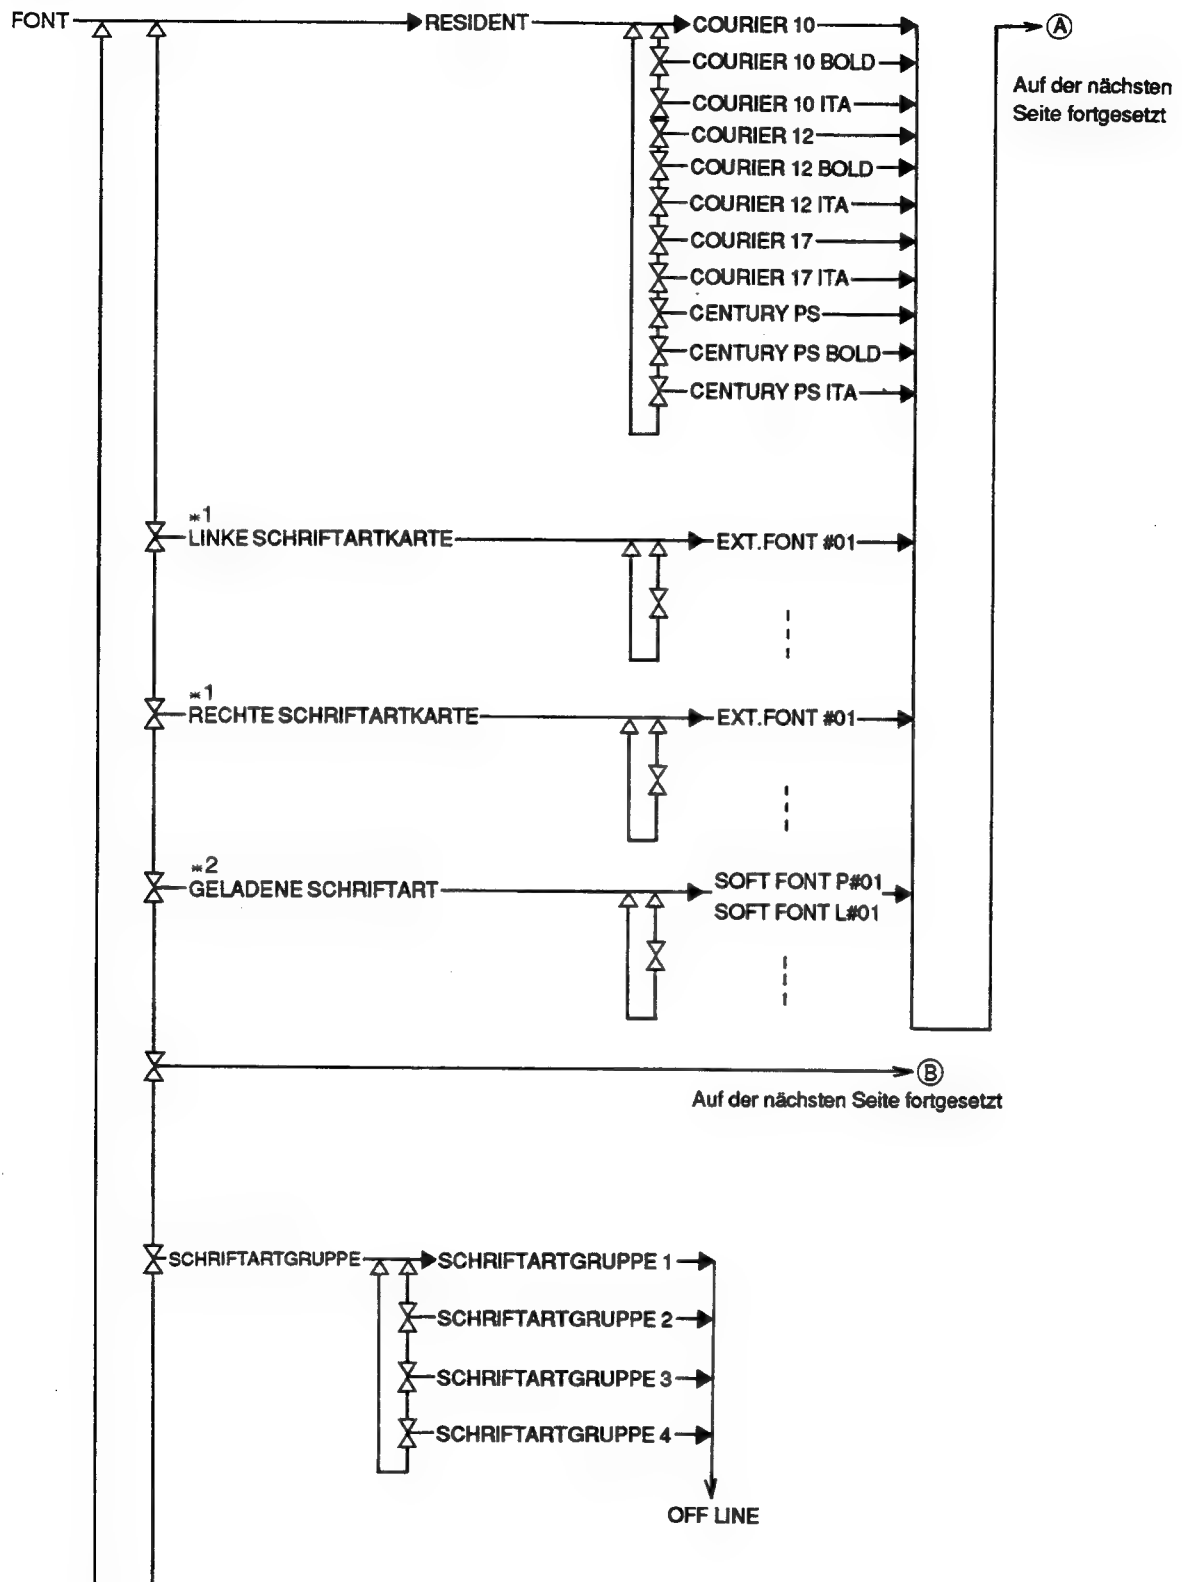 FONT RESIDENT COURIER 10 A
COURIER 10 BOLD
Auf der nächsten
Seite fortgesetzt
COURIER 10 ITA
COURIER 12
COURIER 12 BOLD
COURIER 12 ITA
COURIER 17
COURIER 17 ITA
CENTURY PS
CENTURY PS BOLD
CENTURY PS ITA
*1
LINKE SCHRIFTARTKARTE EXT.FONT #01
*1
RECHTE SCHRIFTARTKARTE EXT.FONT #01
*2
GELADENE SCHRIFTART SOFT FONT P#01
SOFT FONT L#01
B
Auf der nächsten Seite fortgesetzt
SCHRIFTARTGRUPPE SCHRIFTARTGRUPPE 1
SCHRIFTARTGRUPPE 2
SCHRIFTARTGRUPPE 3
SCHRIFTARTGRUPPE 4
OFF LINE